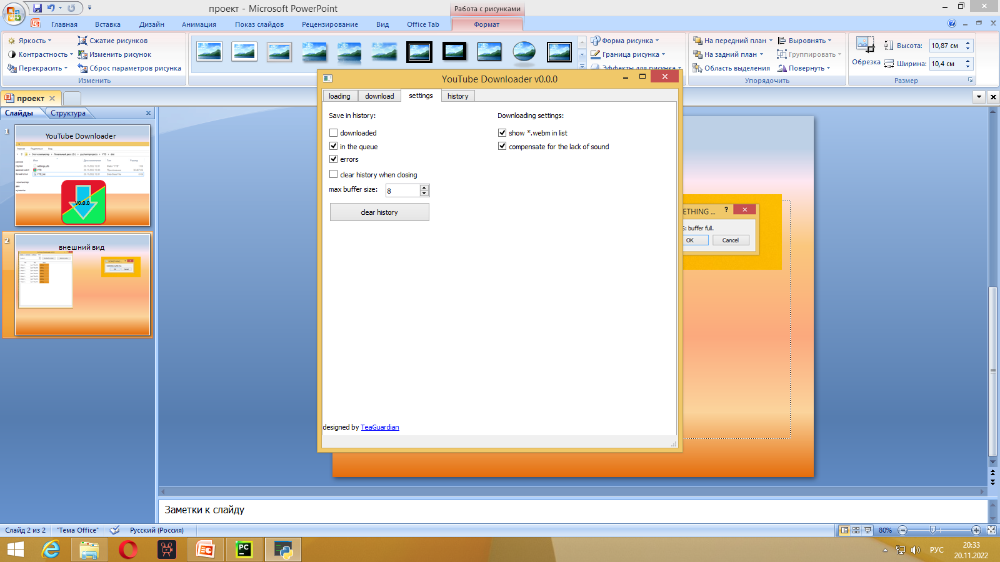 проект - Microsoft PowerPoint
Работа с рисунками
Главная
Вставка
Дизайн
Анимация
Показ слайдов
Рецензирование
Вид
Office Tab
Формат
Яркость
Контрастность
Перекрасить
Сжатие рисунков
Изменить рисунок
Сброс параметров рисунка
Изменить
Форма рисунка
Граница рисунка
Эффекты для рисунка
На передний план
На задний план
Область выделения
Выровнять
Группировать
Повернуть
Упорядочить
Обрезка
Высота: 10,87 см
Ширина: 10,4 см
Размер
проект
Слайды
Структура
1
YouTube Downloader
V0.0.0
2
внешний вид
YouTube Downloader v0.0.0
loading
download
settings
history
Save in history:
downloaded
in the queue
errors
clear history when closing
max buffer size: 8
clear history
Downloading settings:
show *.webm in list
compensate for the lack of sound
designed by TeaGuardian
ETHING ... ?
: buffer full.
OK
Cancel
Заметки к слайду
Слайд 2 из 2
"Тема Office"
Русский (Россия)
80%
PC
РУС
20:33
20.11.2022